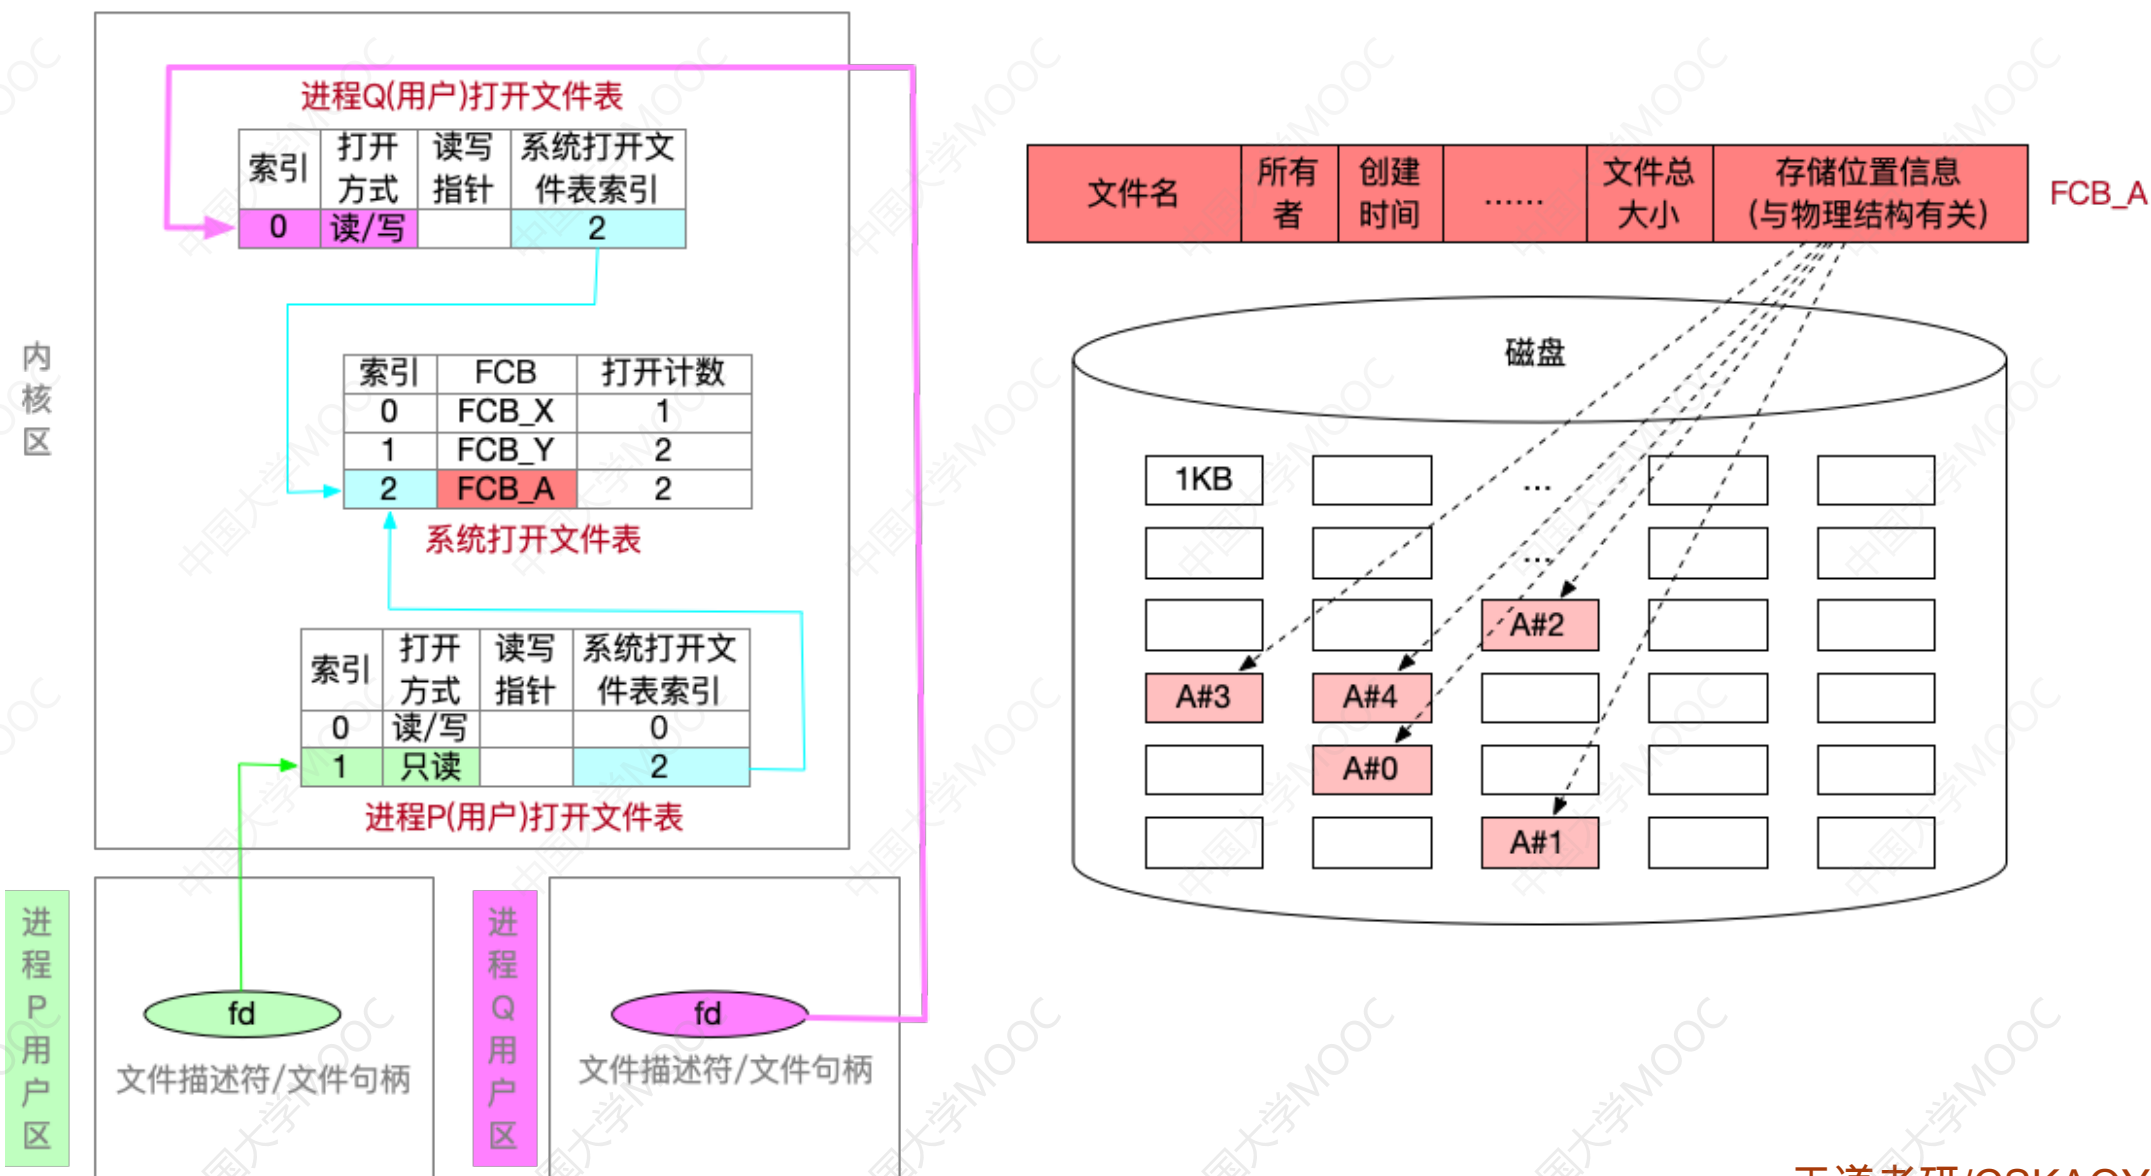 进程Q(用户)打开文件表
索引 打开方式 读写指针 系统打开文件表索引
0 读/写 2
内核区
索引 FCB 打开计数
0 FCB_X 1
1 FCB_Y 2
2 FCB_A 2
系统打开文件表
索引 打开方式 读写指针 系统打开文件表索引
0 读/写 0
1 只读 2
进程P(用户)打开文件表
进程P用户区
fd
文件描述符/文件句柄
进程Q用户区
fd
文件描述符/文件句柄
文件名 所有者 创建时间 …… 文件总大小 存储位置信息(与物理结构有关) FCB_A
磁盘
1KB ...
...
A#2
A#3 A#4
A#0
A#1
中国大学MOOC